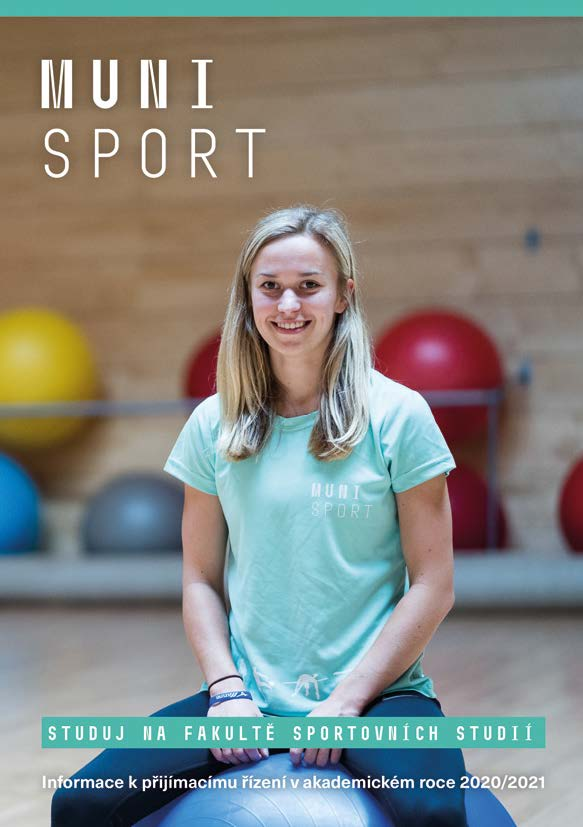 MUNI
SPORT
MUNI
SPORT
STUDUJ NA FAKULTĚ SPORTOVNÍCH STUDIÍ
Informace k přijímacímu řízení v akademickém roce 2020/2021